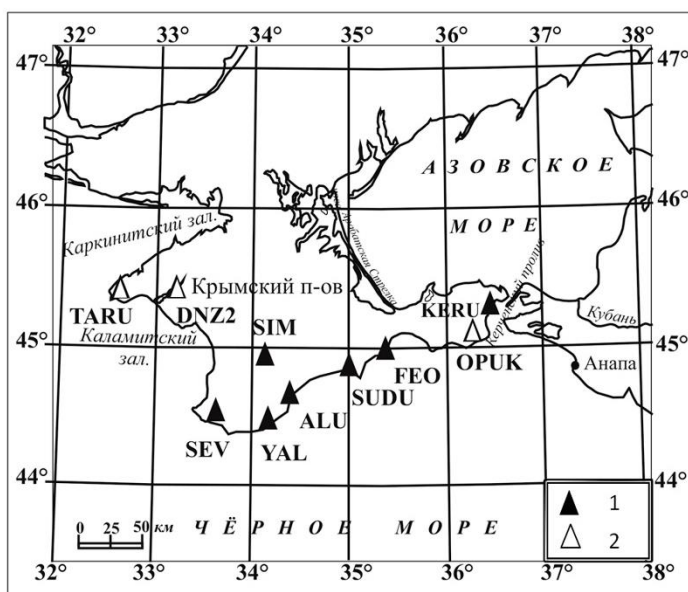 32° 33° 34° 35° 36° 37° 38°
47° 47°
АЗОВСКОЕ
46° 46°
Каркинитский зал.
МОРЕ
Арабатская Стрелка
Керченский пролив
Крымский п-ов
TARU DNZ2
KERU
Кубань
Каламитский
зал.
SIM
45° 45°
OPUK
Анапа
FEO
SUDU
ALU
SEV YAL
44° 44°
1
2
0 25 50 км
ЧЁРНОЕ МОРЕ
32° 33° 34° 35° 36° 37° 38°